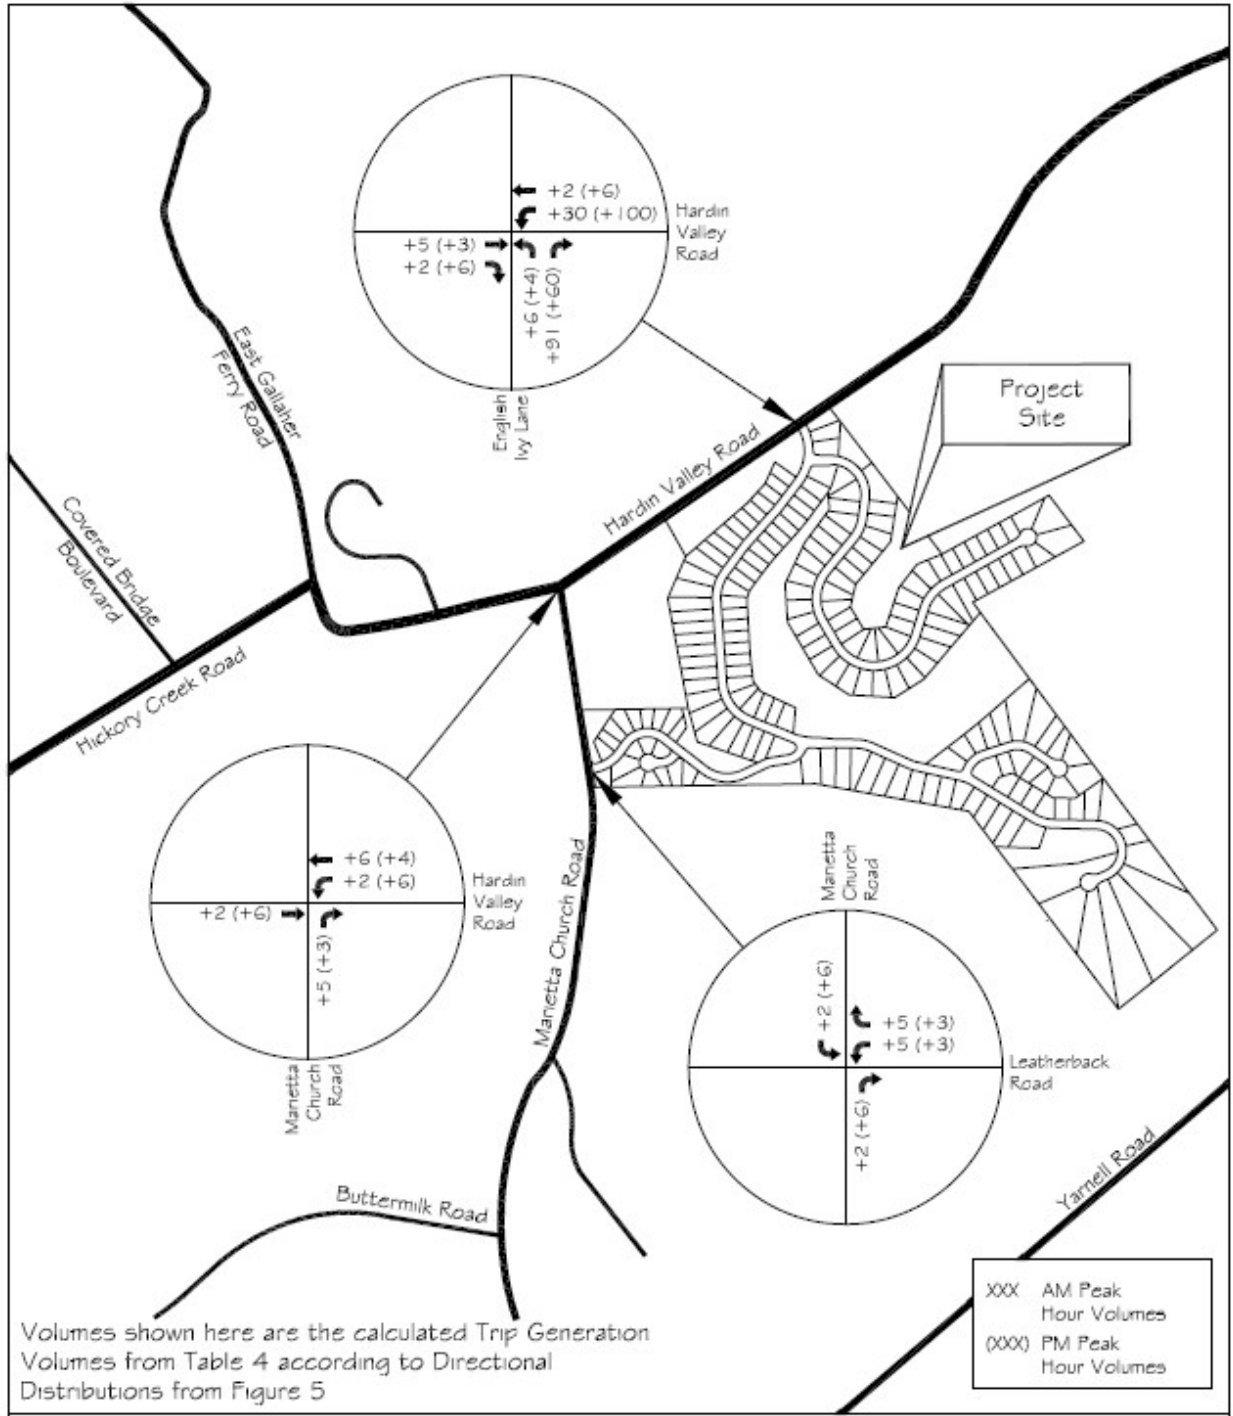 +2 (+6)
+30 (+100)
Hardin
Valley
Road
+5 (+3)
+2 (+6)
+6 (+4)
+91 (+60)
English
Ivy Lane
East Gallaher
Ferry Road
Project
Site
Hardin Valley Road
Covered Bridge
Boulevard
Hickory Creek Road
+6 (+4)
+2 (+6)
Hardin
Valley
Road
+2 (+6)
+5 (+3)
Marietta
Church
Road
Marietta Church Road
Marietta
Church
Road
+2 (+6)
+5 (+3)
+5 (+3)
Leatherback
Road
+2 (+6)
Yarnell Road
Buttermilk Road
XXX AM Peak
Hour Volumes
(XXX) PM Peak
Hour Volumes
Volumes shown here are the calculated Trip Generation
Volumes from Table 4 according to Directional
Distributions from Figure 5